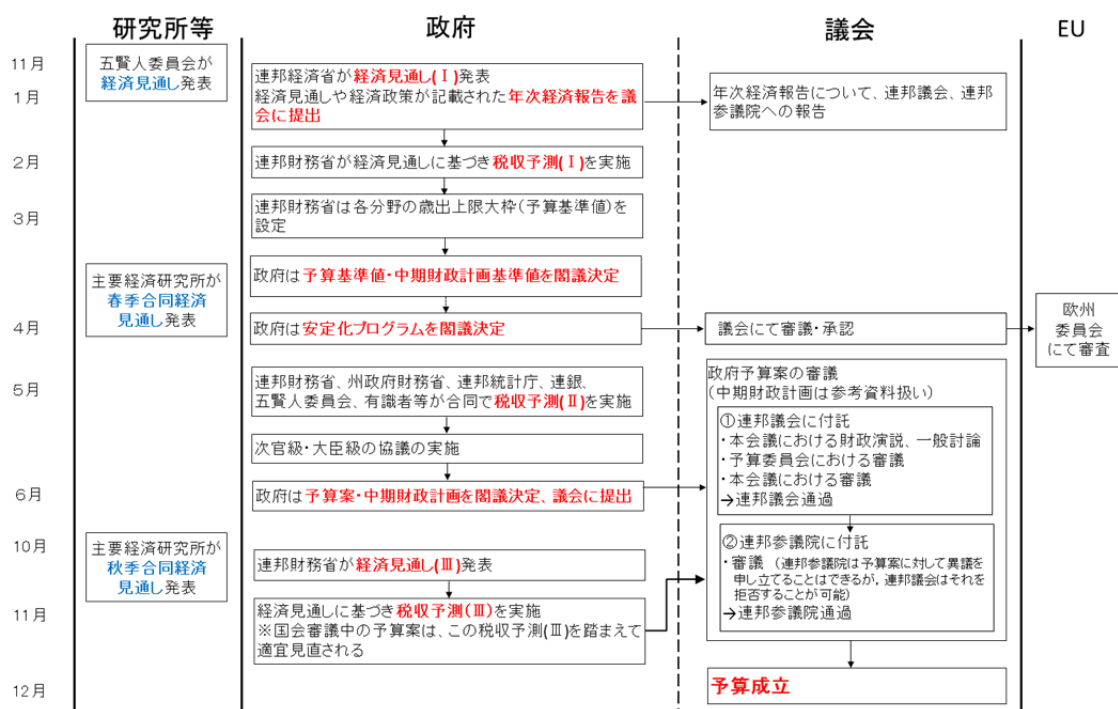 研究所等
政府
議会
EU
11月
1月
2月
3月
4月
5月
6月
10月
11月
12月
五賢人委員会が
経済見通し発表
主要経済研究所が
春季合同経済
見通し発表
主要経済研究所が
秋季合同経済
見通し発表
連邦経済省が経済見通し(Ⅰ)発表
経済見通しや経済政策が記載された年次経済報告を議
会に提出
連邦財務省が経済見通しに基づき税収予測(Ⅰ)を実施
連邦財務省は各分野の歳出上限大枠(予算基準値)を
設定
政府は予算基準値・中期財政計画基準値を閣議決定
政府は安定化プログラムを閣議決定
連邦財務省、州政府財務省、連邦統計庁、連銀、
五賢人委員会、有識者等が合同で税収予測(Ⅱ)を実施
次官級・大臣級の協議の実施
政府は予算案・中期財政計画を閣議決定、議会に提出
連邦財務省が経済見通し(Ⅲ)発表
経済見通しに基づき税収予測(Ⅲ)を実施
※国会審議中の予算案は、この税収予測(Ⅲ)を踏まえて
適宜見直される
年次経済報告について、連邦議会、連邦
参議院への報告
議会にて審議・承認
政府予算案の審議
(中期財政計画は参考資料扱い)
①連邦議会に付託
・本会議における財政演説、一般討論
・予算委員会における審議
・本会議における審議
→連邦議会通過
②連邦参議院に付託
・審議 (連邦参議院は予算案に対して異議を
申し立てることはできるが、連邦議会はそれを
拒否することが可能)
→連邦参議院通過
予算成立
欧州
委員会
にて審査